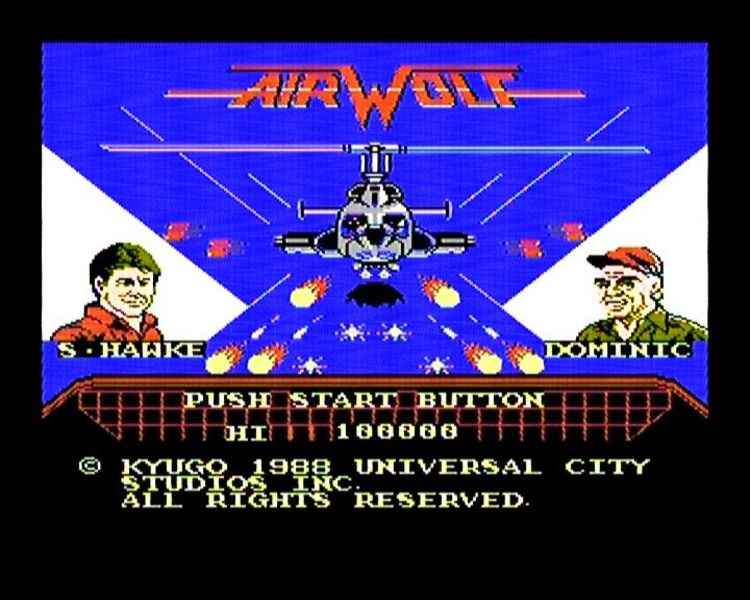 AIRWOLF
S·HAWKE
DOMINIC
PUSH START BUTTON
HI 100000
© KYUGO 1988 UNIVERSAL CITY
STUDIOS INC.
ALL RIGHTS RESERVED.